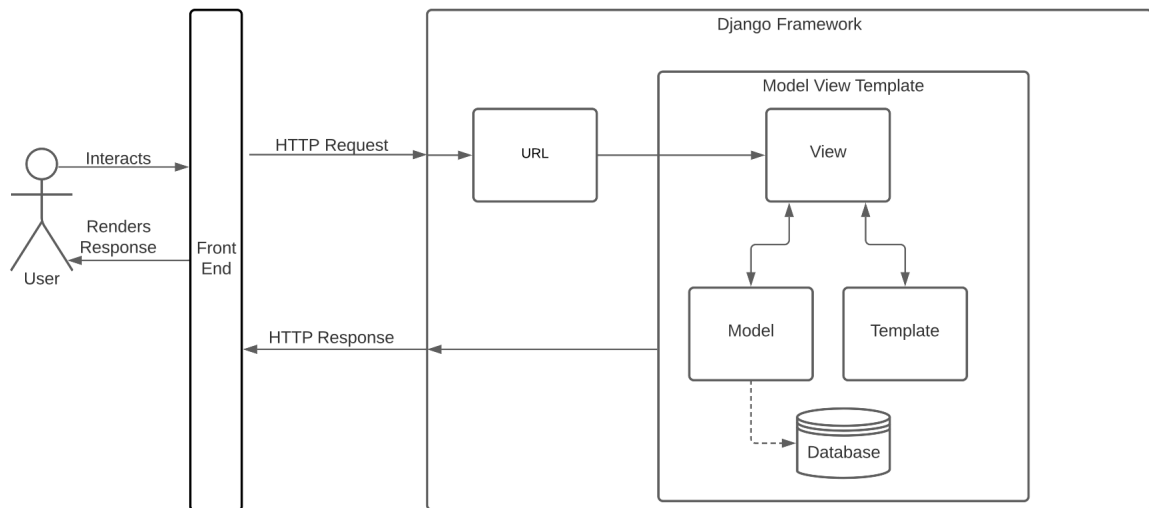 Django Framework
Model View Template
HTTP Request
URL
View
Interacts
Renders
Response
User
Front
End
HTTP Response
Model
Template
Database